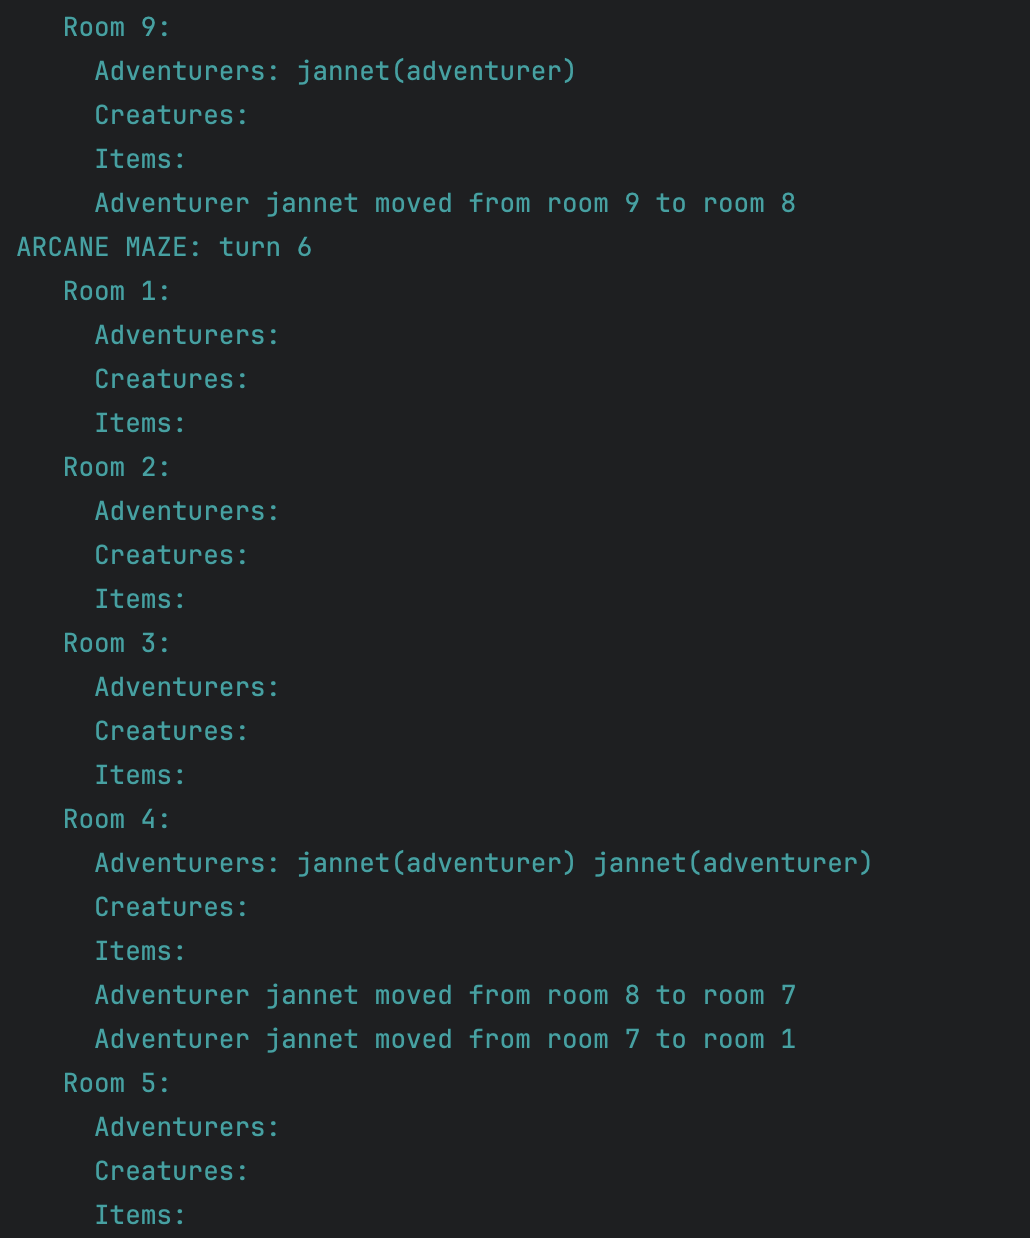 Room 9:
Adventurers: jannet(adventurer)
Creatures:
Items:
Adventurer jannet moved from room 9 to room 8
ARCANE MAZE: turn 6
Room 1:
Adventurers:
Creatures:
Items:
Room 2:
Adventurers:
Creatures:
Items:
Room 3:
Adventurers:
Creatures:
Items:
Room 4:
Adventurers: jannet(adventurer) jannet(adventurer)
Creatures:
Items:
Adventurer jannet moved from room 8 to room 7
Adventurer jannet moved from room 7 to room 1
Room 5:
Adventurers:
Creatures:
Items: